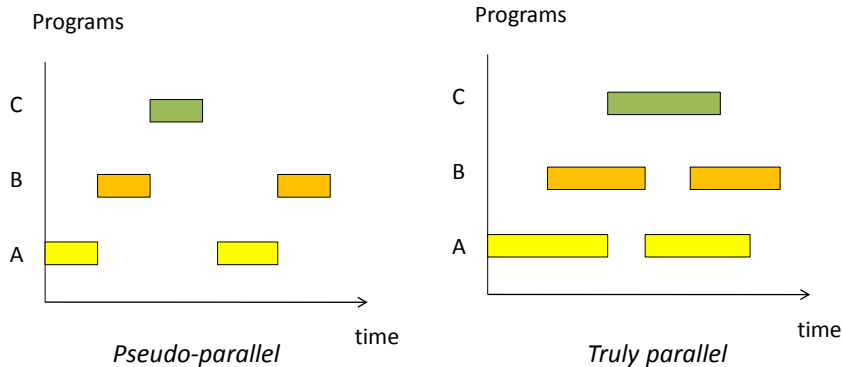 Programs
C
B
A
time
Pseudo-parallel
Programs
C
B
A
time
Truly parallel